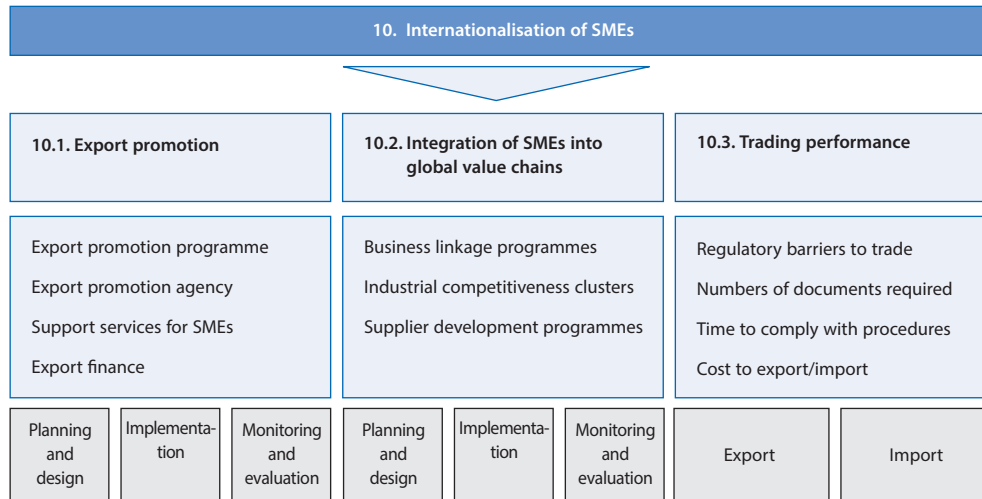 10. Internationalisation of SMEs
10.1. Export promotion
10.2. Integration of SMEs into
global value chains
10.3. Trading performance
Export promotion programme
Export promotion agency
Support services for SMEs
Export finance
Business linkage programmes
Industrial competitiveness clusters
Supplier development programmes
Regulatory barriers to trade
Numbers of documents required
Time to comply with procedures
Cost to export/import
Planning
and
design
Implementa-
tion
Monitoring
and
evaluation
Planning
and
design
Implementa-
tion
Monitoring
and
evaluation
Export
Import